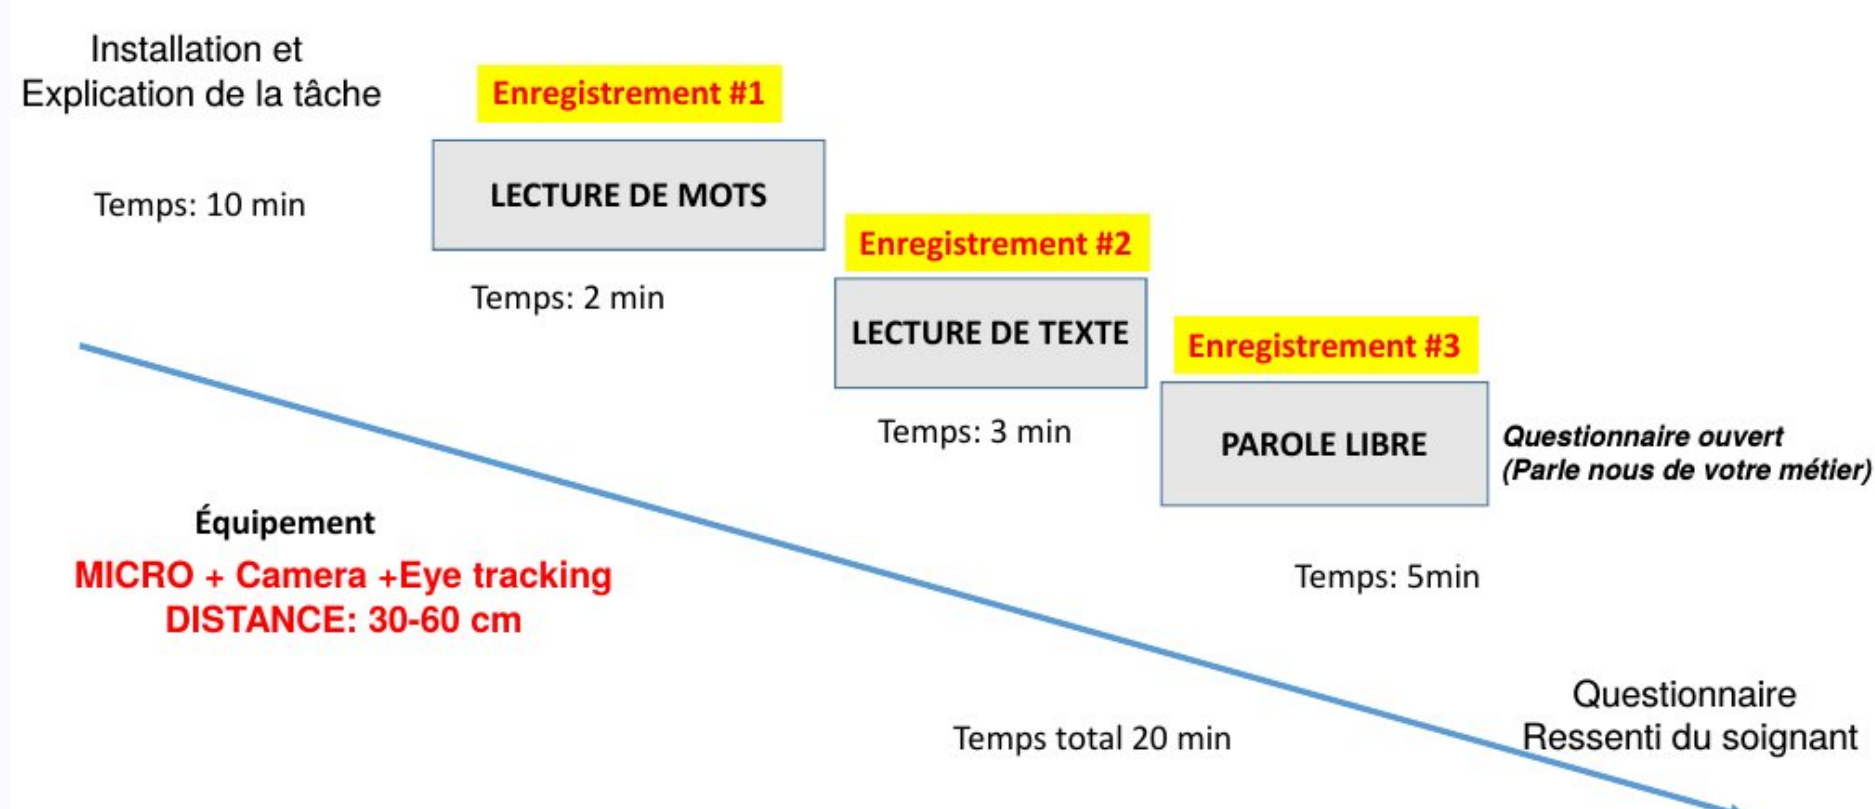 Installation et
Explication de la tâche
Temps: 10 min
Enregistrement #1
LECTURE DE MOTS
Temps: 2 min
Enregistrement #2
LECTURE DE TEXTE
Temps: 3 min
Enregistrement #3
PAROLE LIBRE
Questionnaire ouvert
(Parle nous de votre métier)
Temps: 5min
Équipement
MICRO + Camera +Eye tracking
DISTANCE: 30-60 cm
Temps total 20 min
Questionnaire
Ressenti du soignant